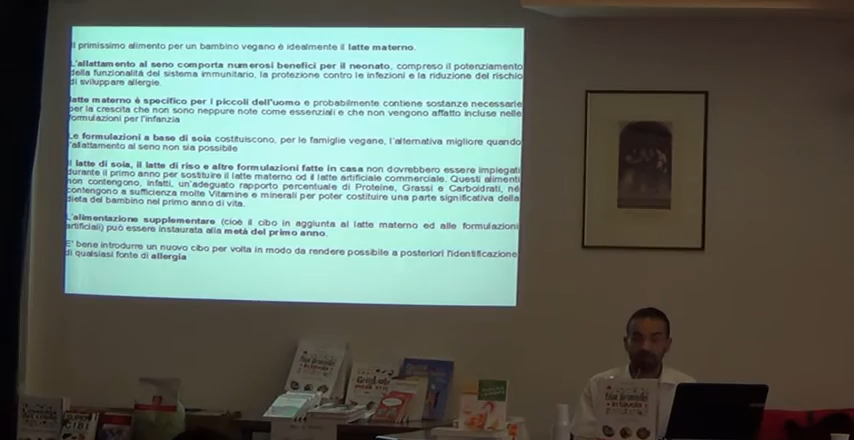 Il primissimo alimento per un bambino vegano è idealmente il latte materno.
L'allattamento al seno comporta numerosi benefici per il neonato, compreso il potenziamento
della funzionalità del sistema immunitario, la protezione contro le infezioni e la riduzione del rischio
di sviluppare allergie.
latte materno è specifico per i piccoli dell'uomo e probabilmente contiene sostanze necessarie
per la crescita che non sono neppure note come essenziali e che non vengono affatto incluse nelle
formulazioni per l'infanzia
Le formulazioni a base di soia costituiscono, per le famiglie vegane, l'alternativa migliore quando
l'allattamento al seno non sia possibile
Il latte di soia, il latte di riso e altre formulazioni fatte in casa non dovrebbero essere impiegati
durante il primo anno per sostituire il latte materno od il latte artificiale commerciale. Questi alimenti
non contengono, infatti, un'adeguato rapporto percentuale di Proteine, Grassi e Carboidrati, né
contengono a sufficienza molte Vitamine e minerali per poter costituire una parte significativa della
dieta del bambino nel primo anno di vita.
L'alimentazione supplementare (cioè il cibo in aggiunta al latte materno ed alle formulazioni
artificiali) può essere instaurata alla metà del primo anno.
E' bene introdurre un nuovo cibo per volta in modo da rendere possibile a posteriori l'identificazione
di qualsiasi fonte di allergia